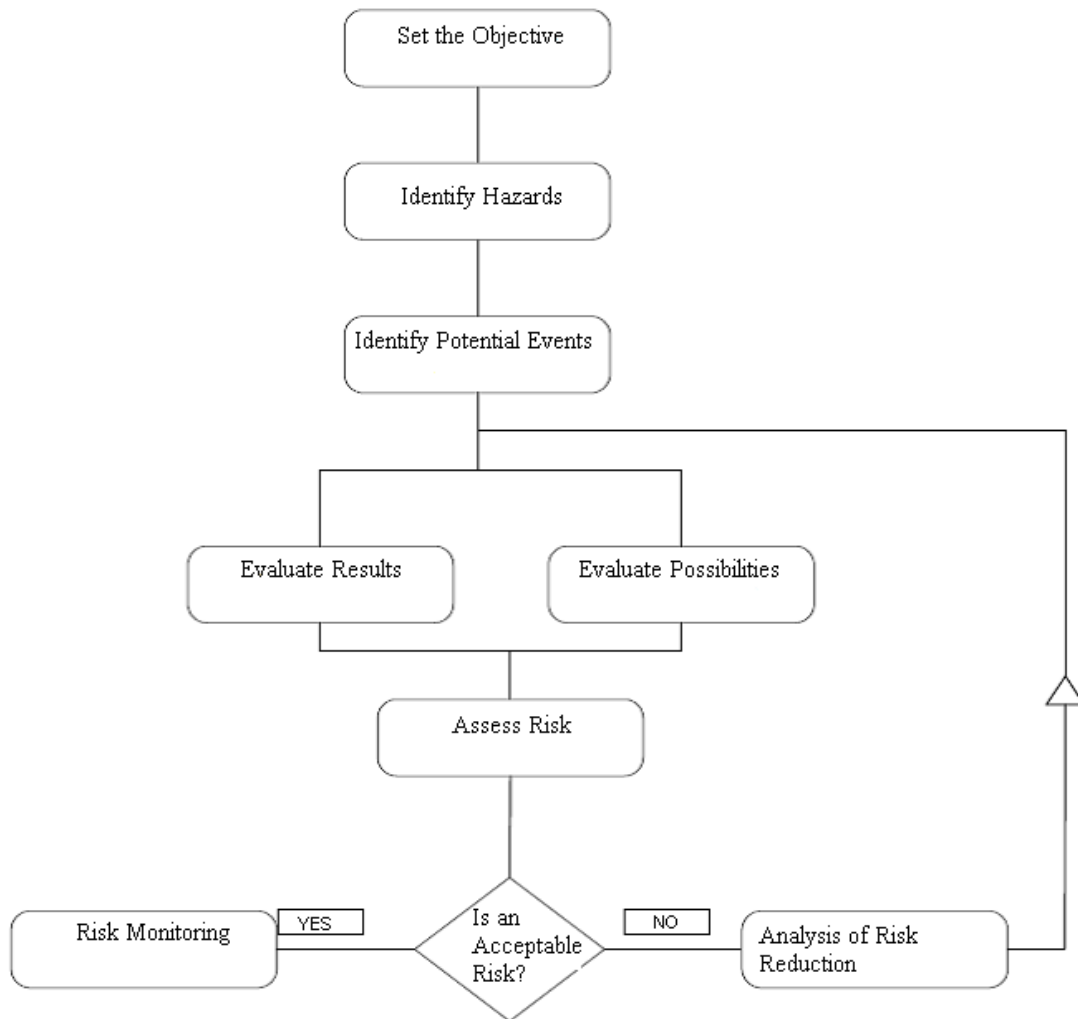 Set the Objective
Identify Hazards
Identify Potential Events
Evaluate Results
Evaluate Possibilities
Assess Risk
Risk Monitoring
YES
Is an
Acceptable
Risk?
NO
Analysis of Risk
Reduction